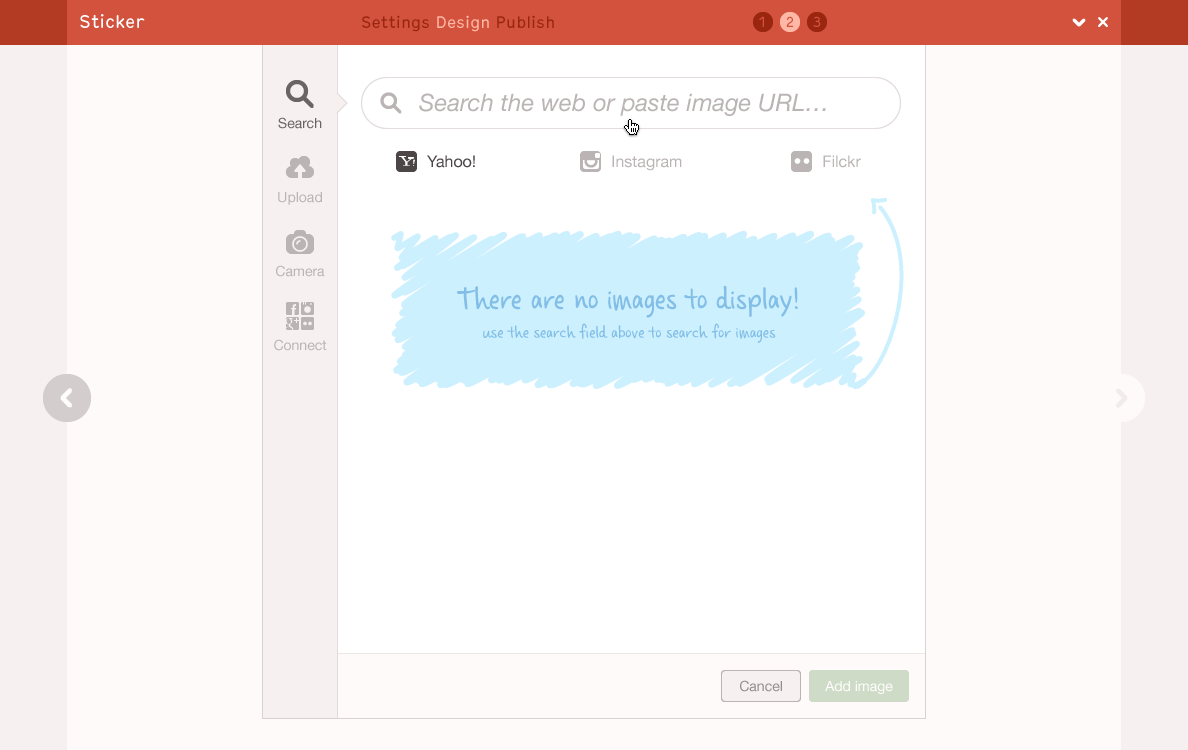 Sticker
Settings Design Publish
1 2 3
Search the web or paste image URL...
Search
Yahoo!
Instagram
Filckr
Upload
Camera
Connect
There are no images to display!
use the search field above to search for images
Cancel
Add image